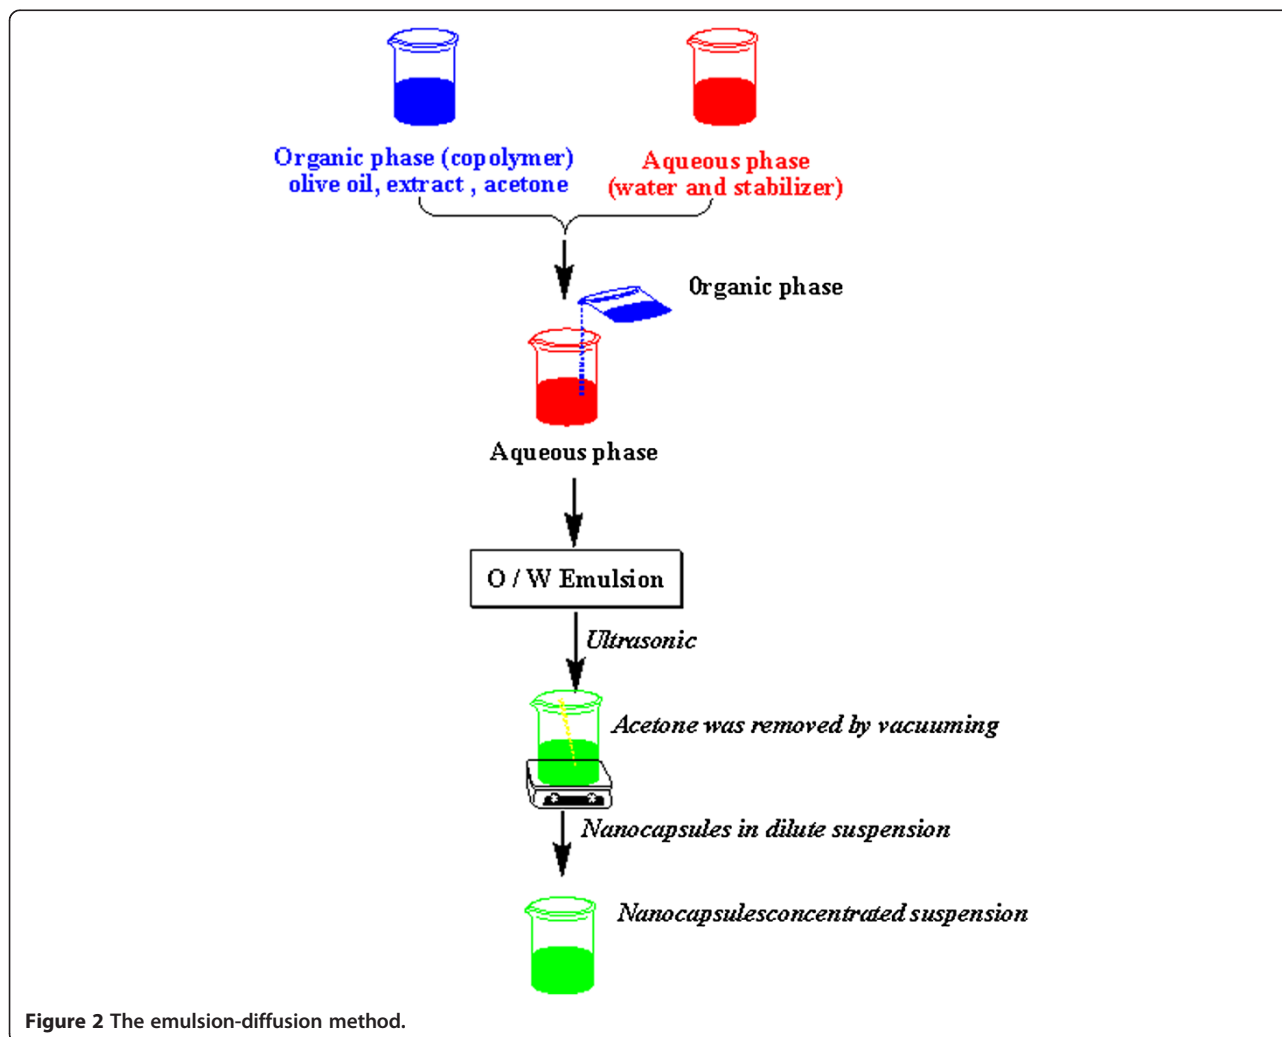 Organic phase (copolymer)
olive oil, extract , acetone
Aqueous phase
(water and stabilizer)
0rganic phase
Aqueous phase
O / W Emulsion
Ultrasonic
Acetone was removed by vacuuming
Nanocapsules in dilute suspension
Nanocapsulesconcentrated suspension
Figure 2 The emulsion-diffusion method.